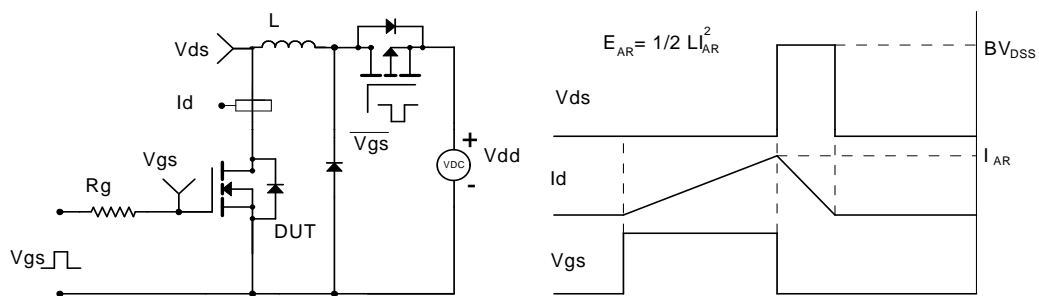 L
Vds
Id
Vgs
Vgs
+
VDC
Vdd
-
Rg
DUT
Vgs
E_AR = 1/2 LI_AR^2
BV_DSS
Vds
I_AR
Id
Vgs